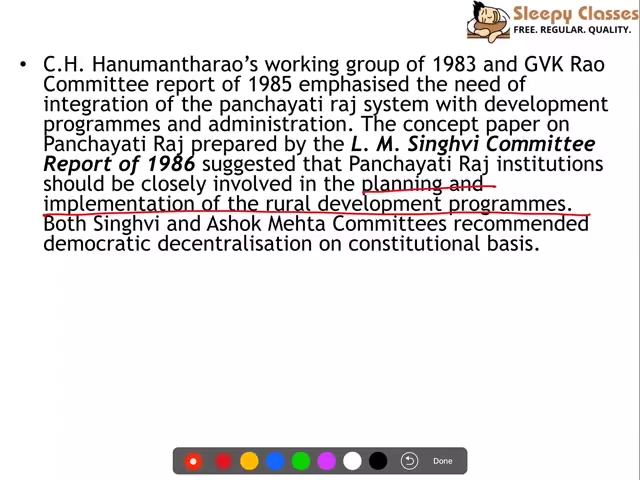 Sleepy Classes
FREE. REGULAR. QUALITY.
• C.H. Hanumantharao’s working group of 1983 and GVK Rao
Committee report of 1985 emphasised the need of
integration of the panchayati raj system with development
programmes and administration. The concept paper on
Panchayati Raj prepared by the L. M. Singhvi Committee
Report of 1986 suggested that Panchayati Raj institutions
should be closely involved in the planning and
implementation of the rural development programmes.
Both Singhvi and Ashok Mehta Committees recommended
democratic decentralisation on constitutional basis.
Done